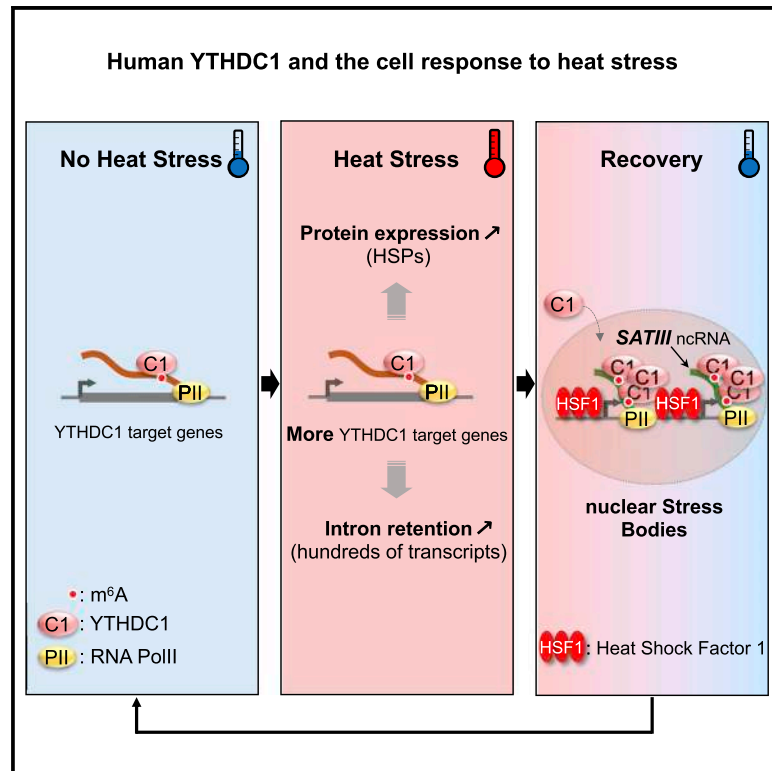 Human YTHDC1 and the cell response to heat stress
No Heat Stress
C1
PII
YTHDC1 target genes
: m⁶A
C1 : YTHDC1
PII : RNA PolII
Heat Stress
Protein expression ↗
(HSPs)
C1
PII
More YTHDC1 target genes
Intron retention ↗
(hundreds of transcripts)
Recovery
C1
SATIII ncRNA
C1 C1
C1 C1
C1 C1
HSF1 HSF1
PII PII
nuclear Stress
Bodies
HSF1 : Heat Shock Factor 1